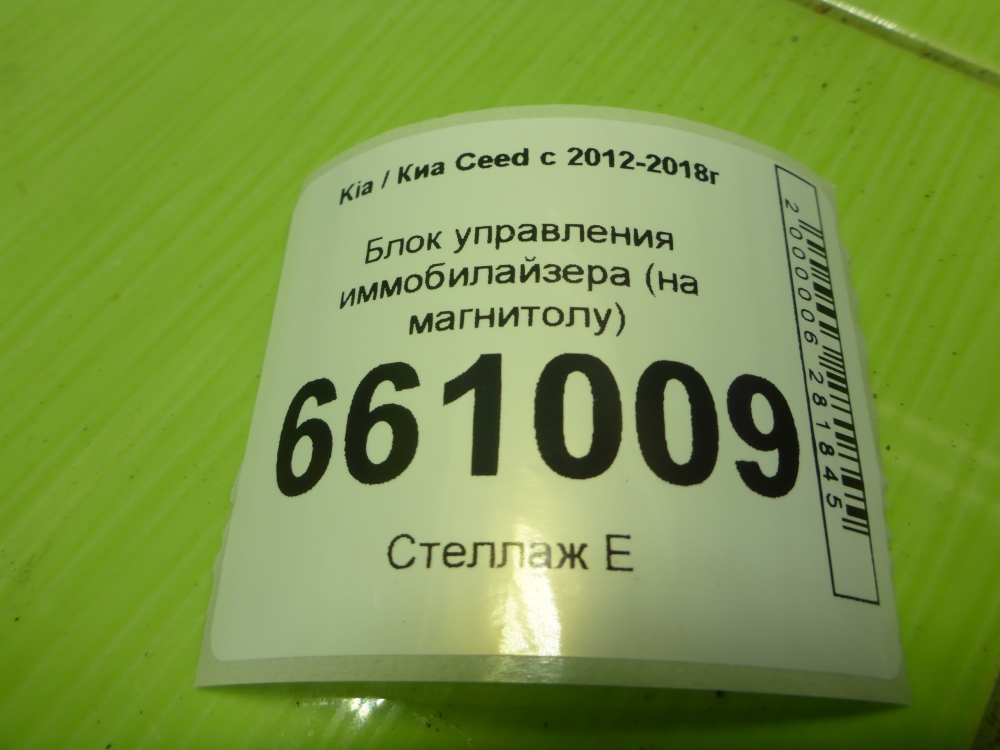 Kia / Киа Ceed с 2012-2018г
Блок управления
иммобилайзера (на
магнитолу)
661009
Стеллаж Е
2000006281845